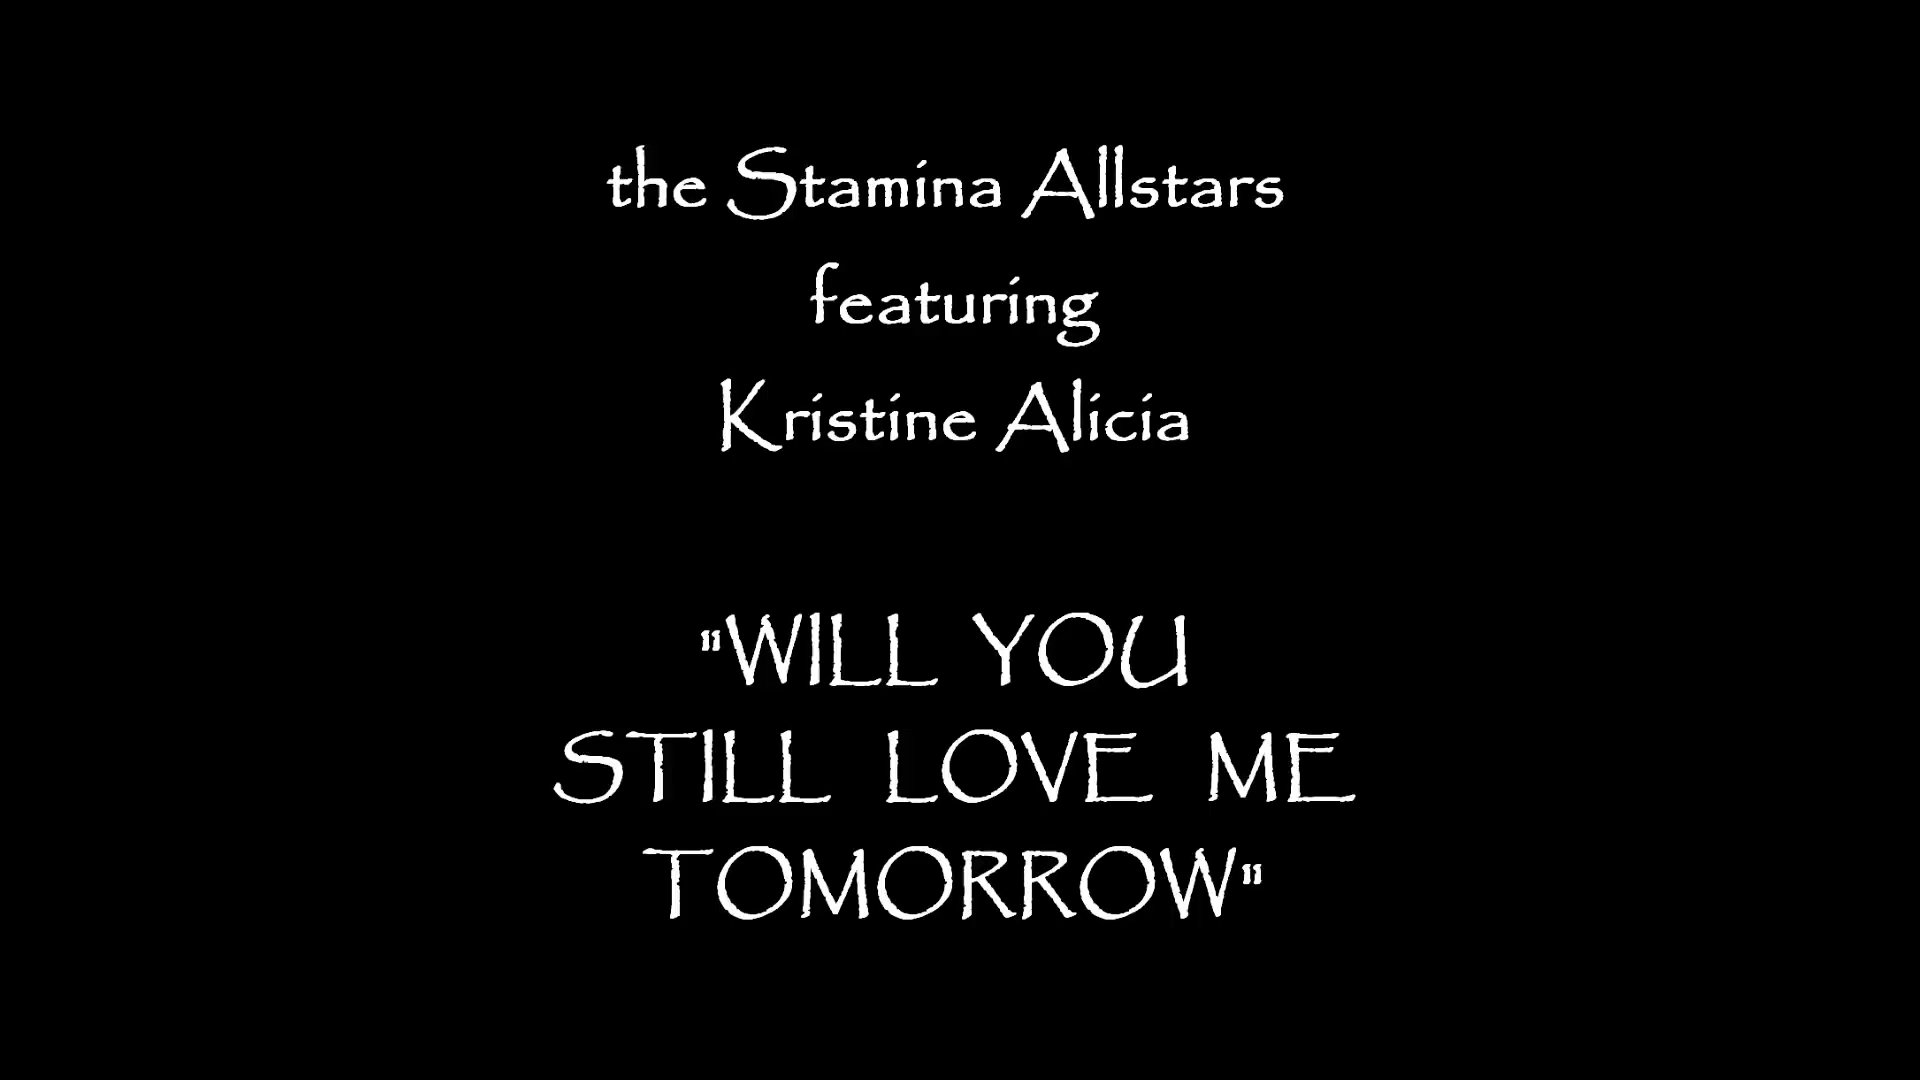 the Stamina Allstars
featuring
Kristine Alicia
"WILL YOU
STILL LOVE ME
TOMORROW"